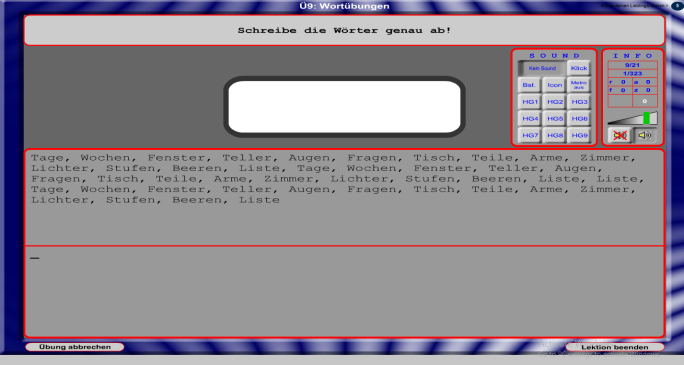 Ü9: Wortübungen
Schreibe die Wörter genau ab!
SOUND
Kein Sound Klick
Bst. Icon Metro aus
HG1 HG2 HG3
HG4 HG5 HG6
HG7 HG8 HG9
INFO
9/21
1/323
r 0 a 0
f 0 z 0
0
Tage, Wochen, Fenster, Teller, Augen, Fragen, Tisch, Teile, Arme, Zimmer,
Lichter, Stufen, Beeren, Liste, Tage, Wochen, Fenster, Teller, Augen,
Fragen, Tisch, Teile, Arme, Zimmer, Lichter, Stufen, Beeren, Liste, Liste,
Tage, Wochen, Fenster, Teller, Augen, Fragen, Tisch, Teile, Arme, Zimmer,
Lichter, Stufen, Beeren, Liste
Übung abbrechen
Lektion beenden